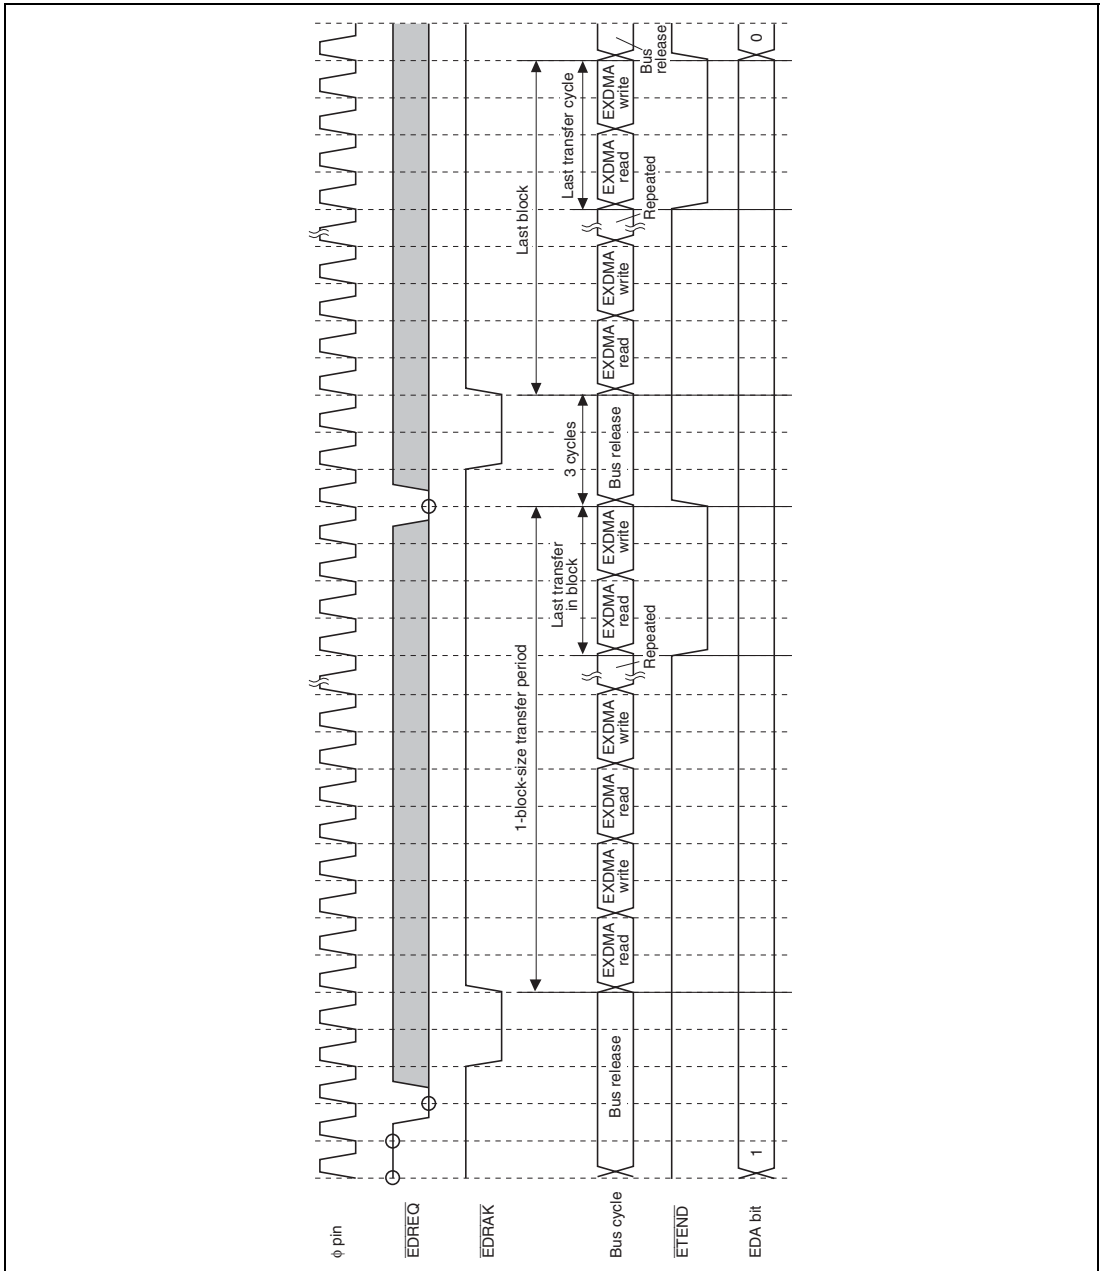 φ pin
EDREQ
EDRAK
1-block-size transfer period
Last transfer
in block
3 cycles
Last block
Last transfer cycle
Bus cycle
Bus release
EXDMA
read
EXDMA
write
EXDMA
read
EXDMA
write
Repeated
EXDMA
read
EXDMA
write
Bus release
EXDMA
read
EXDMA
write
Repeated
EXDMA
read
EXDMA
write
Bus
release
ETEND
EDA bit
1
0